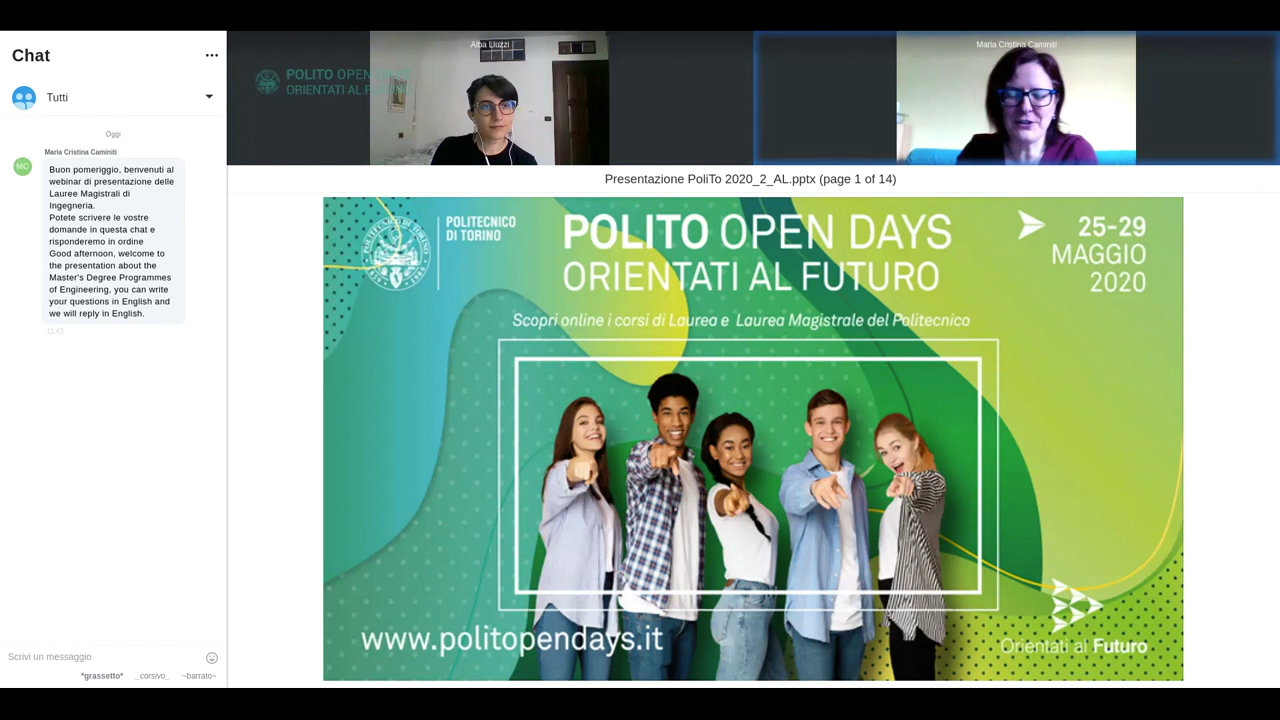 Chat
Tutti
Oggi
Maria Cristina Caminiti
MC
Buon pomeriggio, benvenuti al
webinar di presentazione delle
Lauree Magistrali di
Ingegneria.
Potete scrivere le vostre
domande in questa chat e
risponderemo in ordine
Good afternoon, welcome to
the presentation about the
Master's Degree Programmes
of Engineering, you can write
your questions in English and
we will reply in English.
11:43
Scrivi un messaggio
*grassetto* _corsivo_ ~barrato~
POLITO OPEN
ORIENTATI AL FU
Alba Liuzzi
Maria Cristina Caminiti
Presentazione PoliTo 2020_2_AL.pptx (page 1 of 14)
POLITECNICO
DI TORINO
POLITO OPEN DAYS
ORIENTATI AL FUTURO
25-29
MAGGIO
2020
Scopri online i corsi di Laurea e Laurea Magistrale del Politecnico
www.politopendays.it
Orientati al Futuro